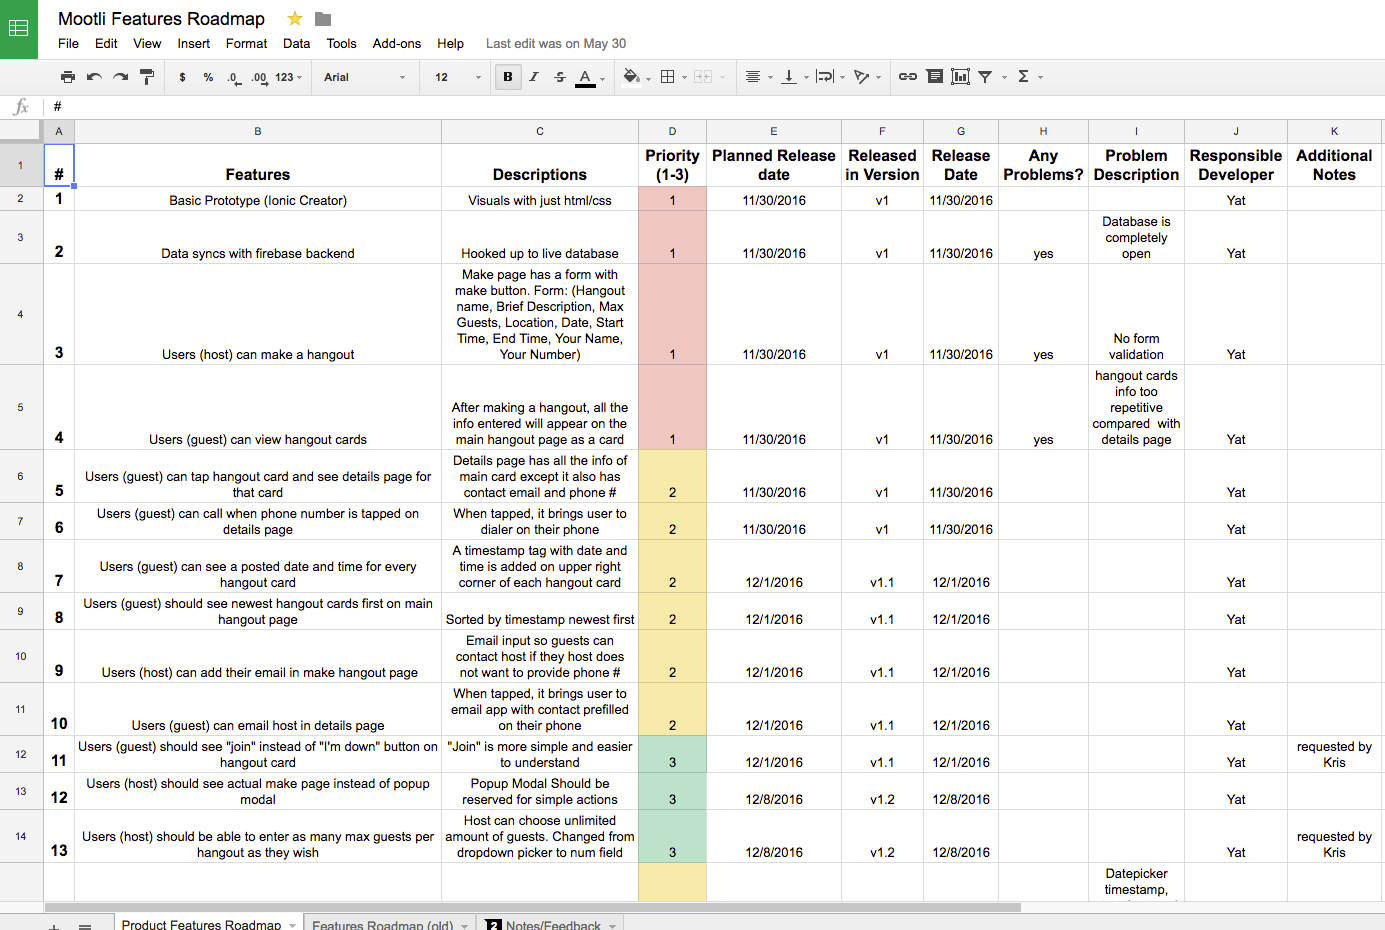 Mootli Features Roadmap
File Edit View Insert Format Data Tools Add-ons Help Last edit was on May 30
$ % .0 .00 123 Arial 12 B I S A Σ
fx #
A B C D E F G H I J K
1 # Features Descriptions Priority (1-3) Planned Release date Released in Version Release Date Any Problems? Problem Description Responsible Developer Additional Notes
2 1 Basic Prototype (Ionic Creator) Visuals with just html/css 1 11/30/2016 v1 11/30/2016 Yat
3 2 Data syncs with firebase backend Hooked up to live database 1 11/30/2016 v1 11/30/2016 yes Database is completely open Yat
4 3 Users (host) can make a hangout Make page has a form with make button. Form: (Hangout name, Brief Description, Max Guests, Location, Date, Start Time, End Time, Your Name, Your Number) 1 11/30/2016 v1 11/30/2016 yes No form validation Yat
5 4 Users (guest) can view hangout cards After making a hangout, all the info entered will appear on the main hangout page as a card 1 11/30/2016 v1 11/30/2016 yes hangout cards info too repetitive compared with details page Yat
6 5 Users (guest) can tap hangout card and see details page for that card Details page has all the info of main card except it also has contact email and phone # 2 11/30/2016 v1 11/30/2016 Yat
7 6 Users (guest) can call when phone number is tapped on details page When tapped, it brings user to dialer on their phone 2 11/30/2016 v1 11/30/2016 Yat
8 7 Users (guest) can see a posted date and time for every hangout card A timestamp tag with date and time is added on upper right corner of each hangout card 2 12/1/2016 v1.1 12/1/2016 Yat
9 8 Users (guest) should see newest hangout cards first on main hangout page Sorted by timestamp newest first 2 12/1/2016 v1.1 12/1/2016 Yat
10 9 Users (host) can add their email in make hangout page Email input so guests can contact host if they host does not want to provide phone # 2 12/1/2016 v1.1 12/1/2016 Yat
11 10 Users (guest) can email host in details page When tapped, it brings user to email app with contact prefilled on their phone 2 12/1/2016 v1.1 12/1/2016 Yat
12 11 Users (guest) should see "join" instead of "I'm down" button on hangout card "Join" is more simple and easier to understand 3 12/1/2016 v1.1 12/1/2016 Yat requested by Kris
13 12 Users (host) should see actual make page instead of popup modal Popup Modal Should be reserved for simple actions 3 12/8/2016 v1.2 12/8/2016 Yat
14 13 Users (host) should be able to enter as many max guests per hangout as they wish Host can choose unlimited amount of guests. Changed from dropdown picker to num field 3 12/8/2016 v1.2 12/8/2016 Yat requested by Kris
Datepicker timestamp,
Product Features Roadmap Features Roadmap (old) 2 Notes/Feedback